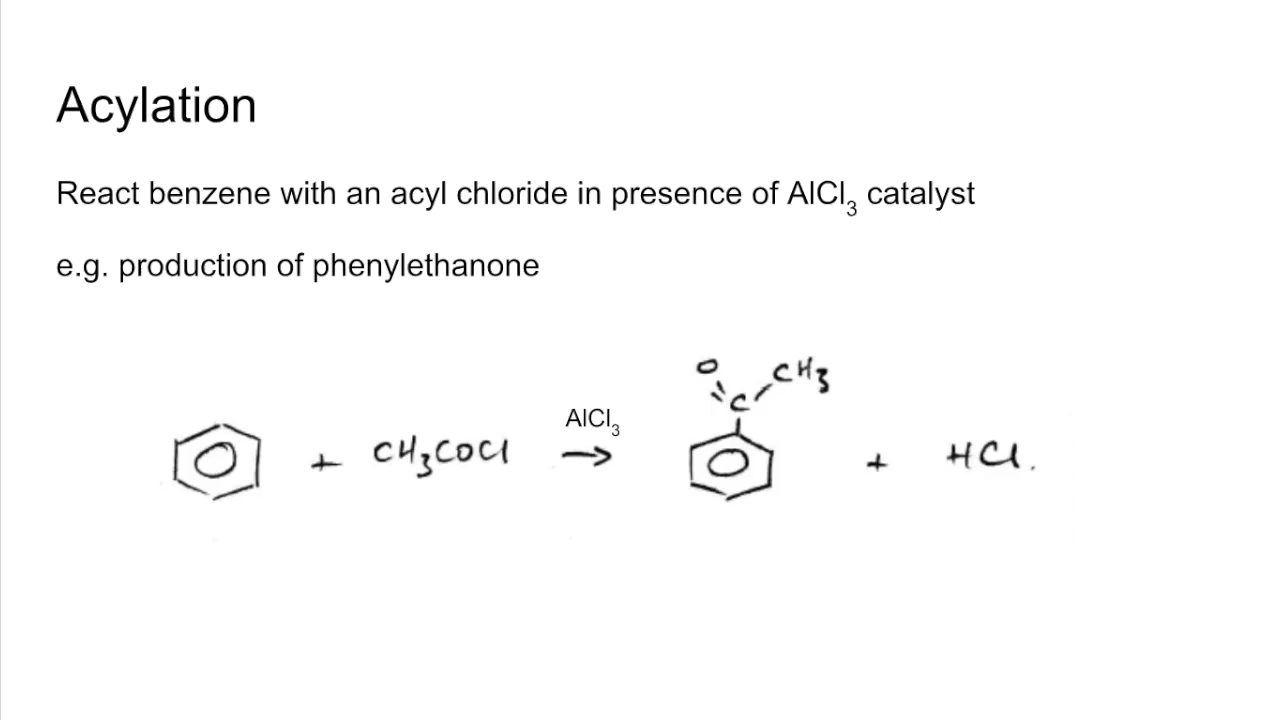 Acylation
React benzene with an acyl chloride in presence of AlCl₃ catalyst
e.g. production of phenylethanone
O CH₃
C
AlCl₃
+ CH₃COCl → + HCl.